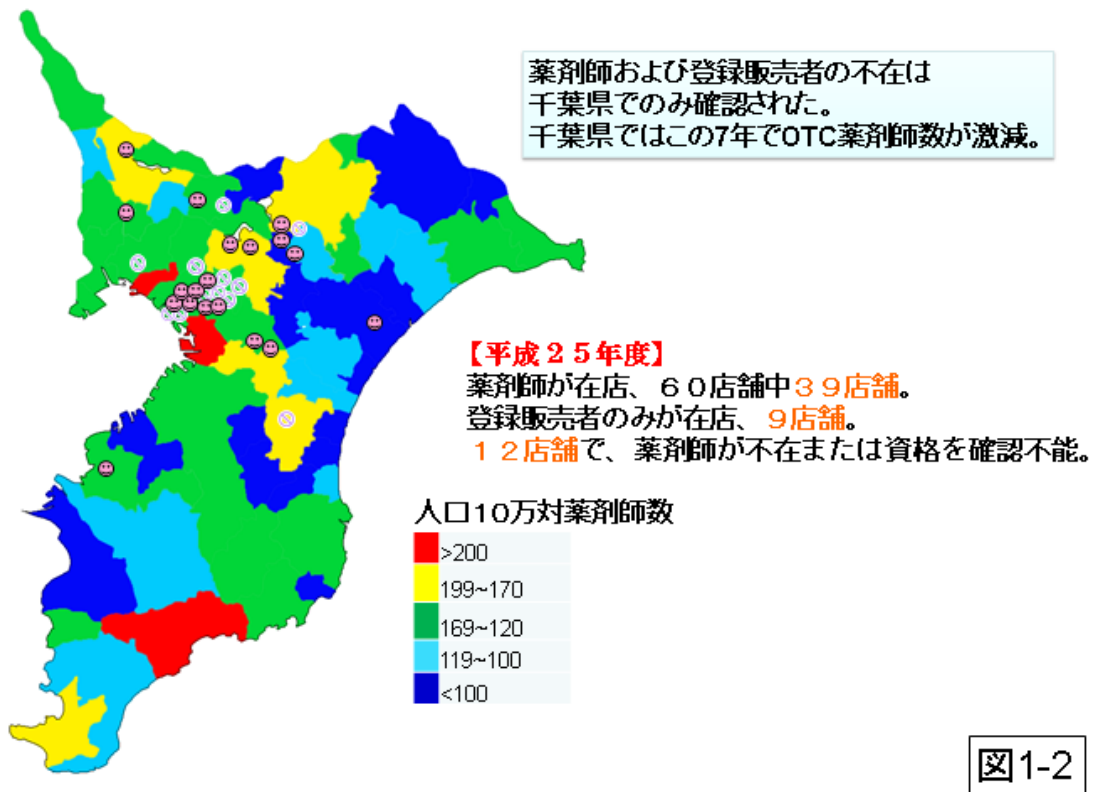 薬剤師および登録販売者の不在は
千葉県でのみ確認された。
千葉県ではこの7年でOTC薬剤師数が激減。
【平成２５年度】
薬剤師が在店、６０店舗中３９店舗。
登録販売者のみが在店、９店舗。
１２店舗で、薬剤師が不在または資格を確認不能。
人口10万対薬剤師数
>200
199~170
169~120
119~100
<100
図1-2